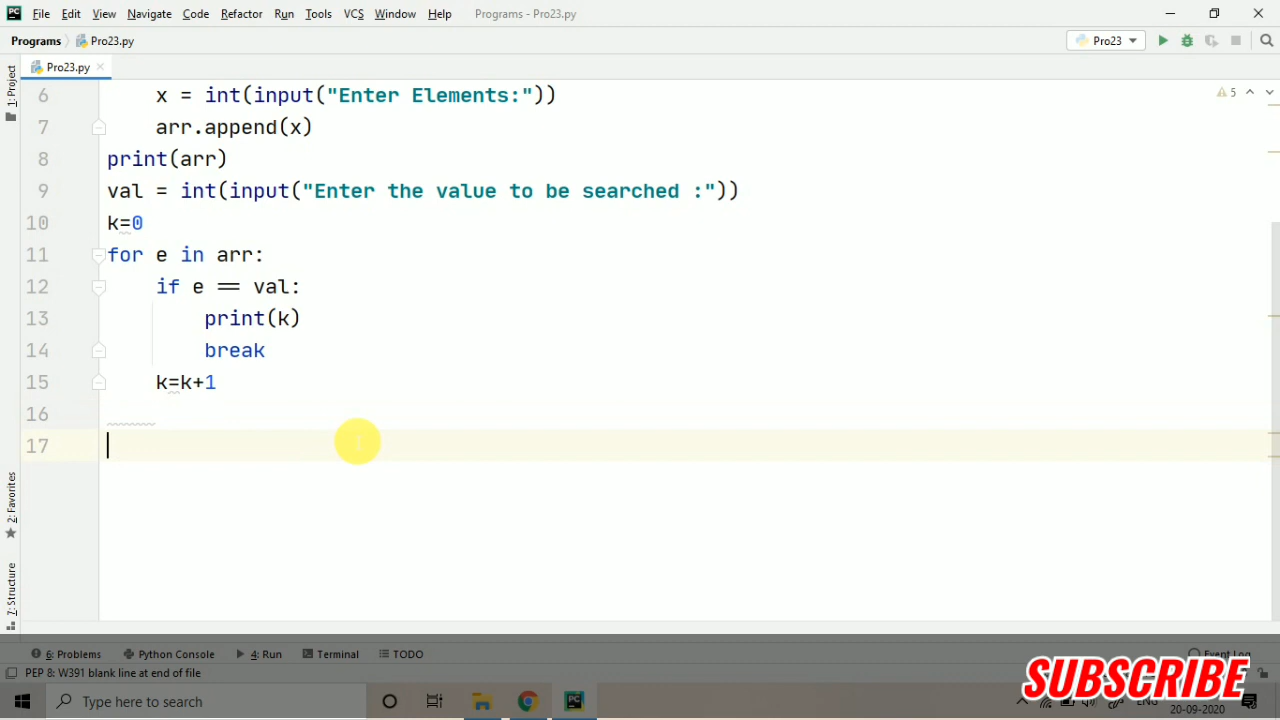 File Edit View Navigate Code Refactor Run Tools VCS Window Help Programs - Pro23.py
Programs Pro23.py Pro23
Pro23.py
1: Project
6 x = int(input("Enter Elements:"))
5
7 arr.append(x)
8 print(arr)
9 val = int(input("Enter the value to be searched :"))
10 k=0
11 for e in arr:
12 if e == val:
13 print(k)
14 break
15 k=k+1
16
17
2: Favorites
7: Structure
6: Problems Python Console 4: Run Terminal TODO Event Log
PEP 8: W391 blank line at end of file
SUBSCRIBE
Type here to search
PC
ENG
20-09-2020